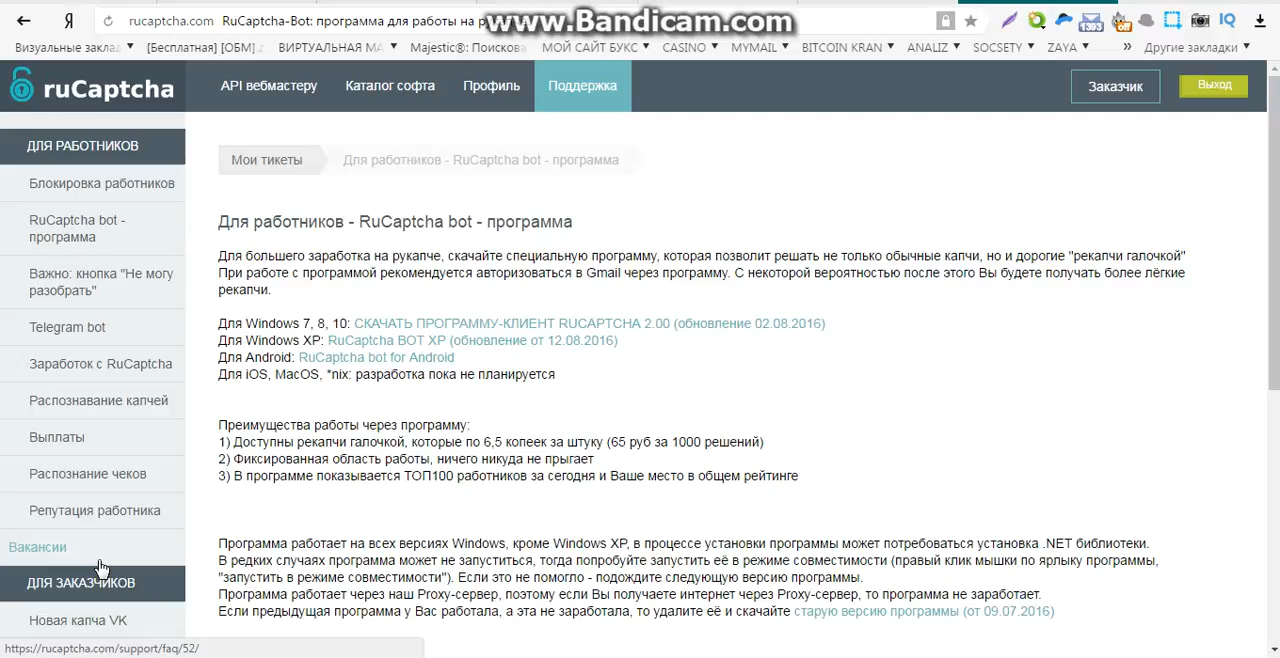 rucaptcha.com RuCaptcha-Bot: программа для работы на р
www.Bandicam.com
1393
off
IQ
Визуальные заклад
[Бесплатная] [ОБМ]
ВИРТУАЛЬНАЯ МА
Majestic®: Поискова
МОЙ САЙТ БУКС
CASINO
MYMAIL
BITCOIN KRAN
ANALIZ
SOCSETY
ZAYA
»
Другие закладки
ruCaptcha
API вебмастеру
Каталог софта
Профиль
Поддержка
Заказчик
Выход
ДЛЯ РАБОТНИКОВ
Блокировка работников
RuCaptcha bot -
программа
Важно: кнопка "Не могу
разобрать"
Telegram bot
Заработок с RuCaptcha
Распознавание капчей
Выплаты
Распознание чеков
Репутация работника
Вакансии
ДЛЯ ЗАКАЗЧИКОВ
Новая капча VK
Мои тикеты
Для работников - RuCaptcha bot - программа
Для работников - RuCaptcha bot - программа
Для большего заработка на рукапче, скачайте специальную программу, которая позволит решать не только обычные капчи, но и дорогие "рекапчи галочкой"
При работе с программой рекомендуется авторизоваться в Gmail через программу. С некоторой вероятностью после этого Вы будете получать более лёгкие
рекапчи.
Для Windows 7, 8, 10: СКАЧАТЬ ПРОГРАММУ-КЛИЕНТ RUCAPTCHA 2.00 (обновление 02.08.2016)
Для Windows XP: RuCaptcha BOT XP (обновление от 12.08.2016)
Для Android: RuCaptcha bot for Android
Для iOS, MacOS, *nix: разработка пока не планируется
Преимущества работы через программу:
1) Доступны рекапчи галочкой, которые по 6,5 копеек за штуку (65 руб за 1000 решений)
2) Фиксированная область работы, ничего никуда не прыгает
3) В программе показывается ТОП100 работников за сегодня и Ваше место в общем рейтинге
Программа работает на всех версиях Windows, кроме Windows XP, в процессе установки программы может потребоваться установка .NET библиотеки.
В редких случаях программа может не запуститься, тогда попробуйте запустить её в режиме совместимости (правый клик мышки по ярлыку программы,
"запустить в режиме совместимости"). Если это не помогло - подождите следующую версию программы.
Программа работает через наш Proxy-сервер, поэтому если Вы получаете интернет через Proxy-сервер, то программа не заработает.
Если предыдущая программа у Вас работала, а эта не заработала, то удалите её и скачайте старую версию программы (от 09.07.2016)
https://rucaptcha.com/support/faq/52/